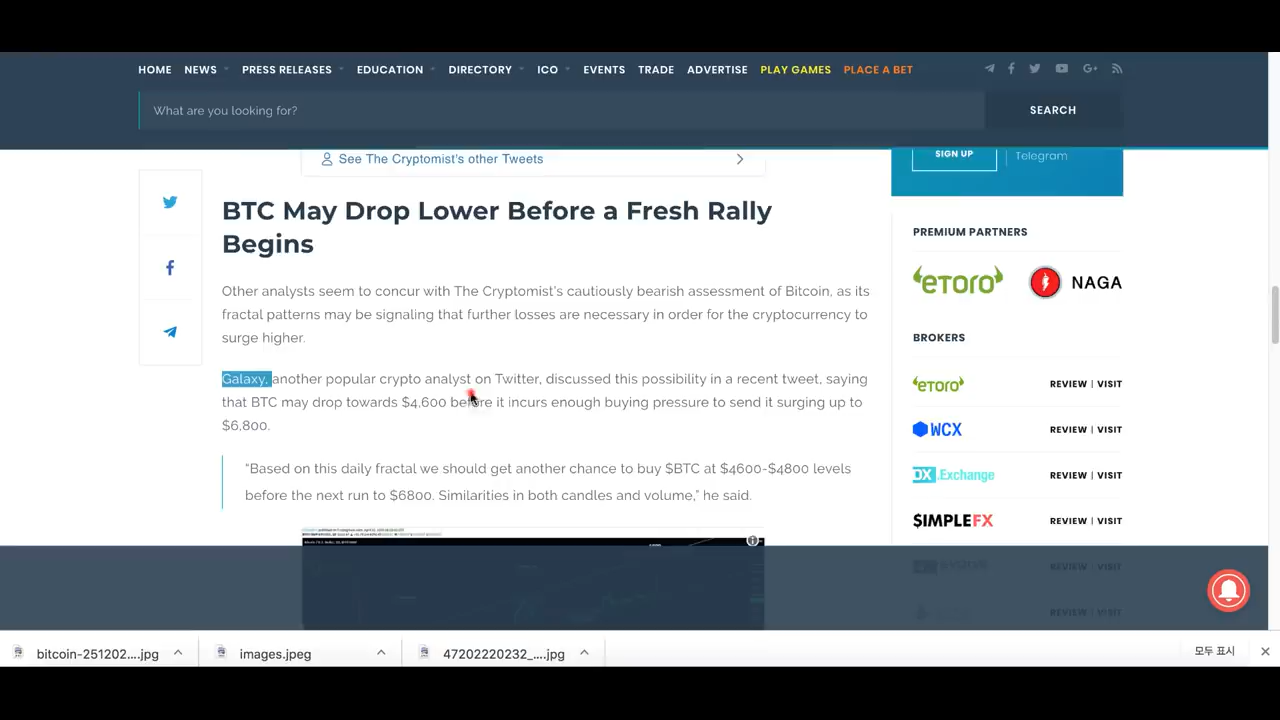 HOME NEWS PRESS RELEASES EDUCATION DIRECTORY ICO EVENTS TRADE ADVERTISE PLAY GAMES PLACE A BET
What are you looking for?
SEARCH
See The Cryptomist's other Tweets
SIGN UP
Telegram
BTC May Drop Lower Before a Fresh Rally
Begins
Other analysts seem to concur with The Cryptomist's cautiously bearish assessment of Bitcoin, as its
fractal patterns may be signaling that further losses are necessary in order for the cryptocurrency to
surge higher.
Galaxy, another popular crypto analyst on Twitter, discussed this possibility in a recent tweet, saying
that BTC may drop towards $4,600 before it incurs enough buying pressure to send it surging up to
$6,800.
“Based on this daily fractal we should get another chance to buy $BTC at $4600-$4800 levels
before the next run to $6800. Similarities in both candles and volume,” he said.
PREMIUM PARTNERS
eToro
NAGA
BROKERS
eToro REVIEW | VISIT
WCX REVIEW | VISIT
DX.Exchange REVIEW | VISIT
$IMPLEFX REVIEW | VISIT
REVIEW | VISIT
REVIEW | VISIT
bitcoin-251202....jpg
images.jpeg
47202220232_....jpg
모두 표시